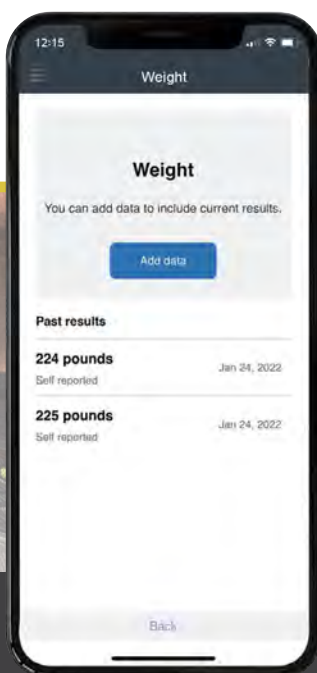 12:15
Weight
Weight
You can add data to include current results.
Add data
Past results
224 pounds
Jan 24, 2022
Self reported
225 pounds
Jan 24, 2022
Self reported
Back